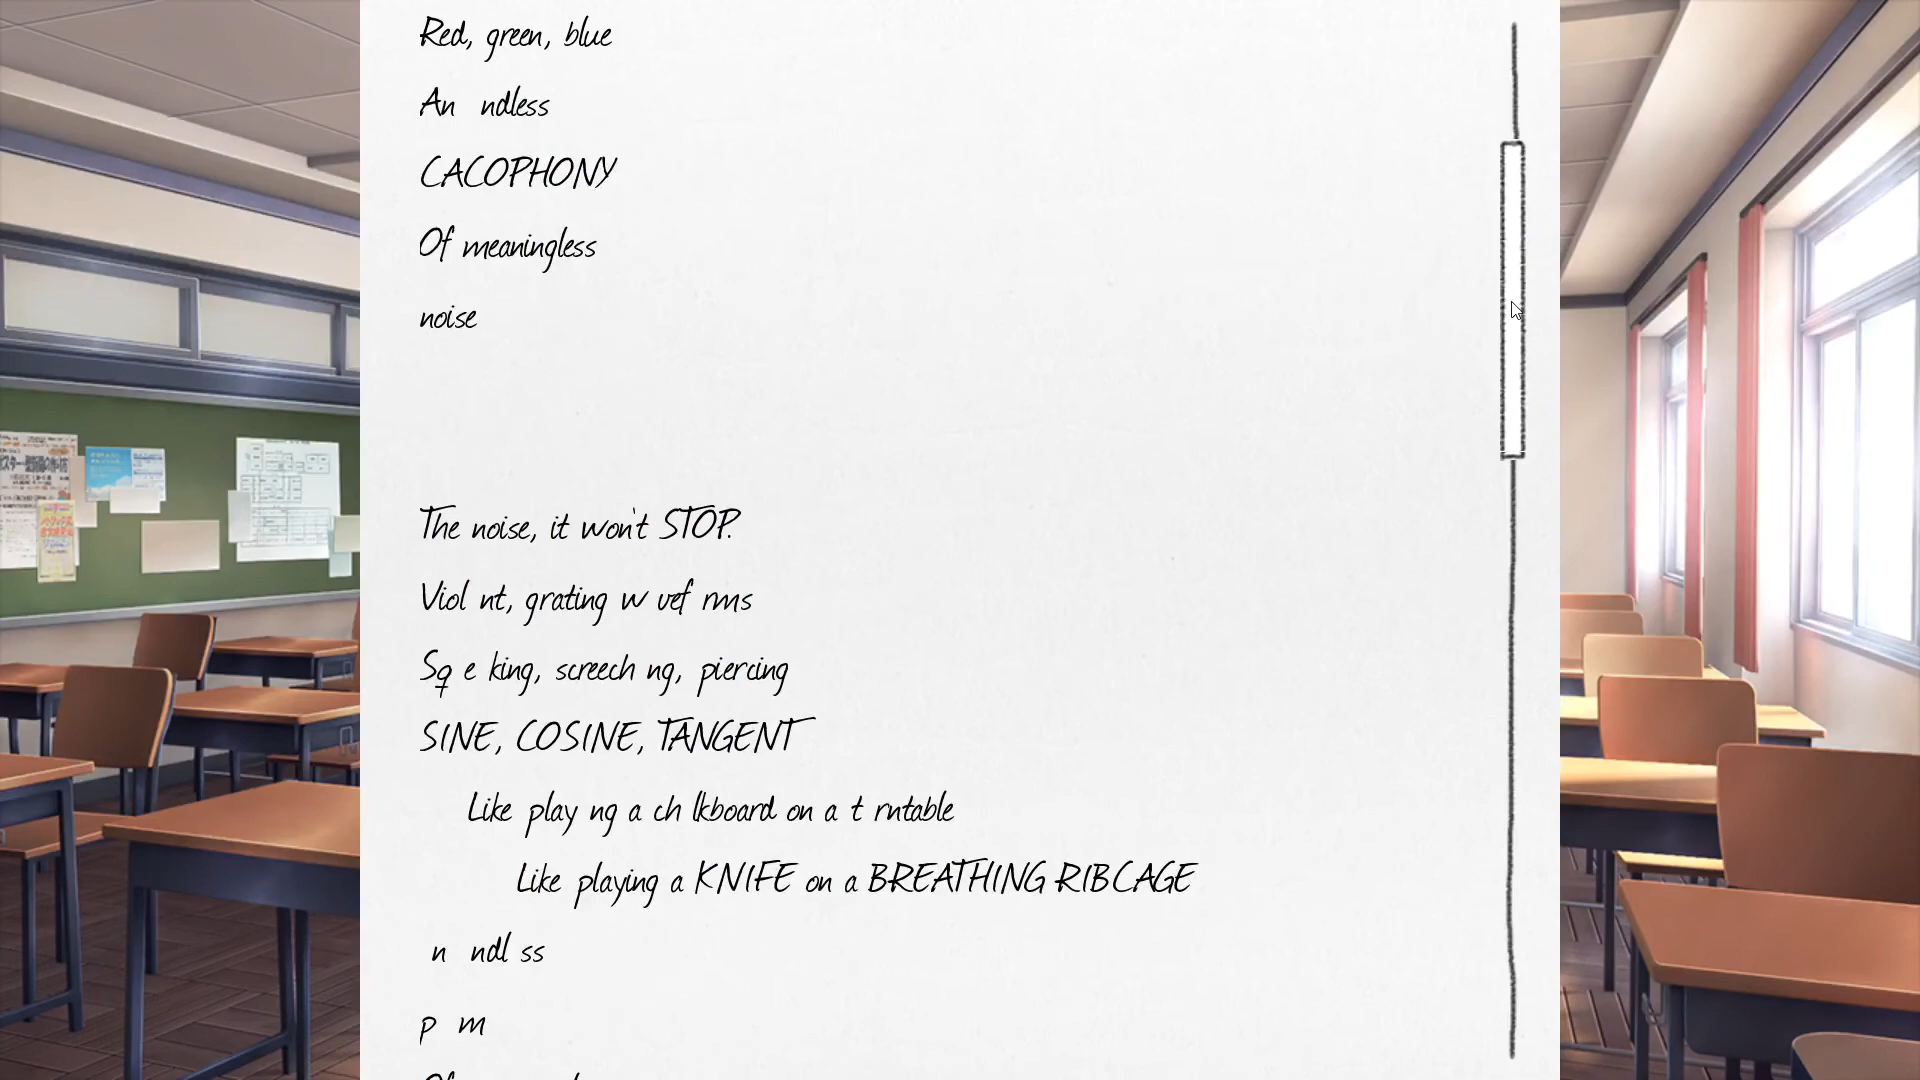 Red, green, blue
An  ndless
CACOPHONY
Of meaningless
noise
The noise, it won't STOP.
Viol nt, grating w vef rms
Sq e king, screech ng, piercing
SINE, COSINE, TANGENT
Like play ng a ch lkboard on a t rntable
Like playing a KNIFE on a BREATHING RIBCAGE
n  ndl ss
p  m